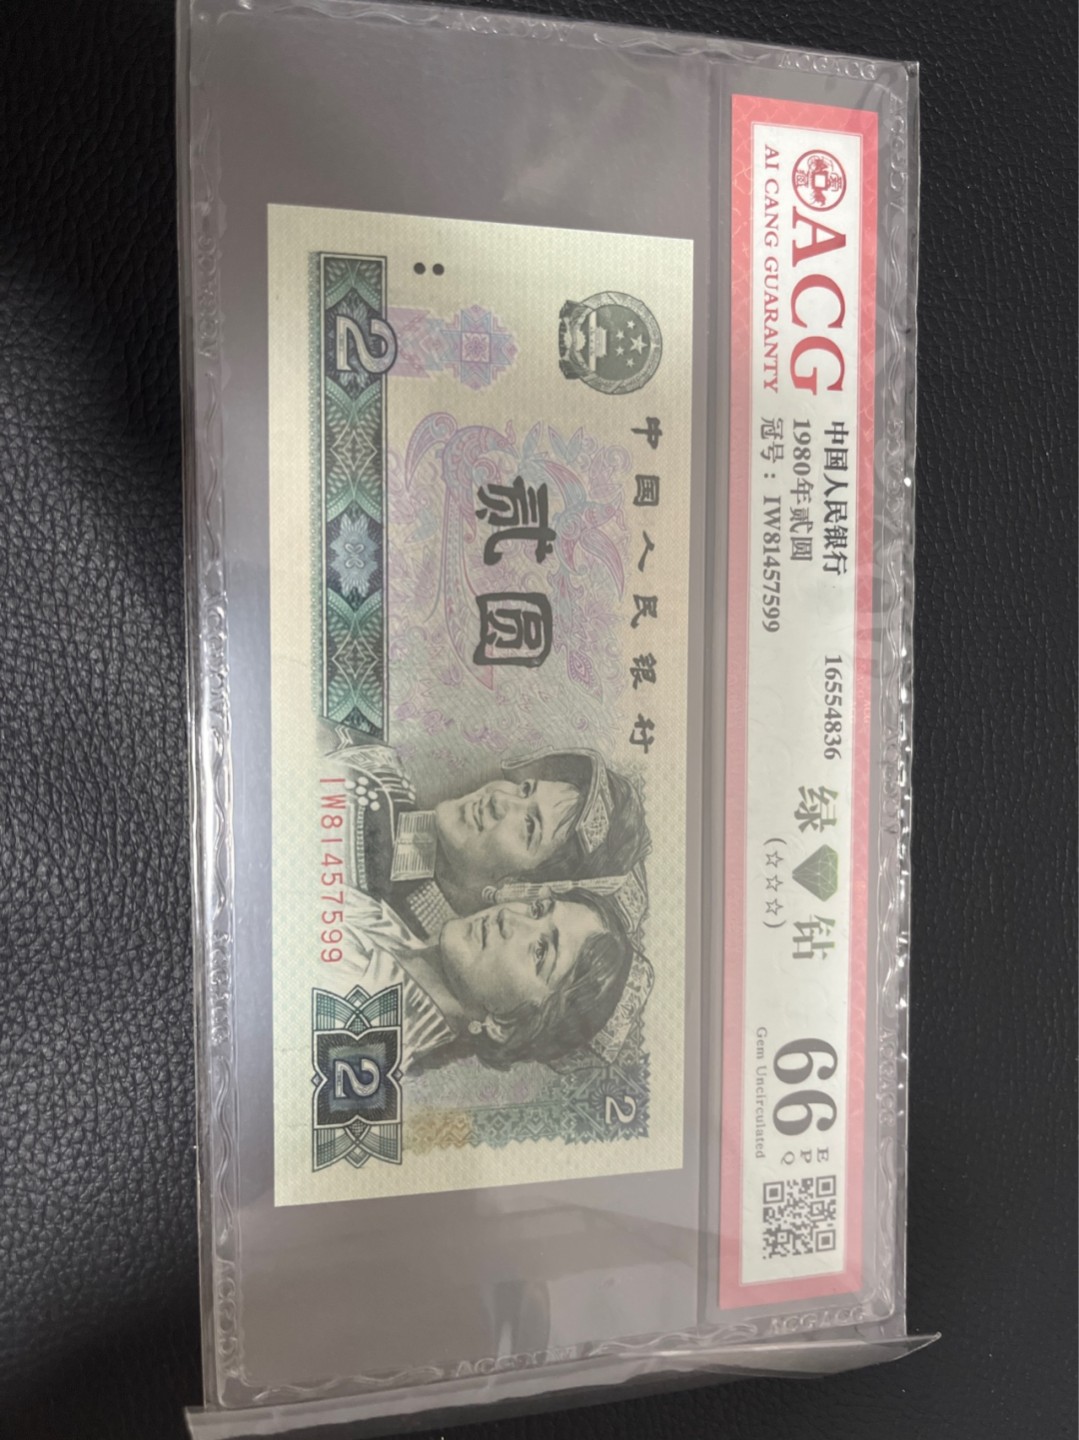 ACG
AI CANG GUARANTY
中国人民银行
1980年贰圆
冠号：IW81457599
16554836
绿 钻
(☆☆☆)
66
EPQ
Gem Uncirculated
中国人民银行
贰圆
2
IW81457599
2
2